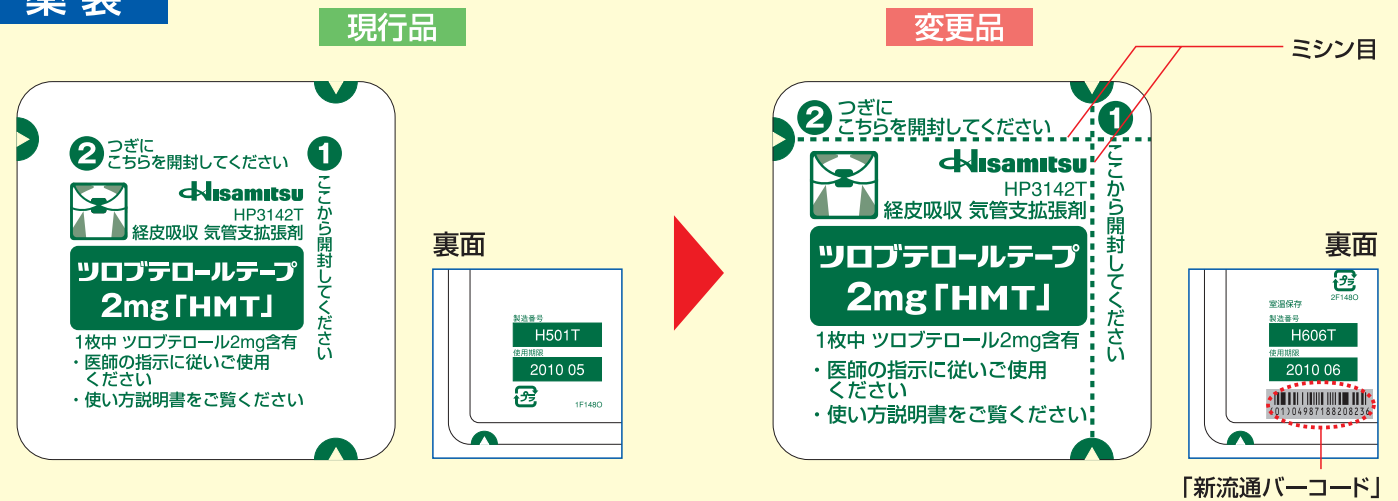 薬 装
現行品
変更品
ミシン目
② つぎに
こちらを開封してください
①
ここから開封してください
Hisamitsu
HP3142T
経皮吸収 気管支拡張剤
ツロブテロールテープ
2mg「HMT」
1枚中 ツロブテロール2mg含有
・医師の指示に従いご使用
ください
・使い方説明書をご覧ください
裏面
製造番号
H501T
使用期限
2010 05
プラ
1F148O
② つぎに
こちらを開封してください
①
ここから開封してください
Hisamitsu
HP3142T
経皮吸収 気管支拡張剤
ツロブテロールテープ
2mg「HMT」
1枚中 ツロブテロール2mg含有
・医師の指示に従いご使用
ください
・使い方説明書をご覧ください
裏面
プラ
2F148O
室温保存
製造番号
H606T
使用期限
2010 06
(01)04987188208236
「新流通バーコード」